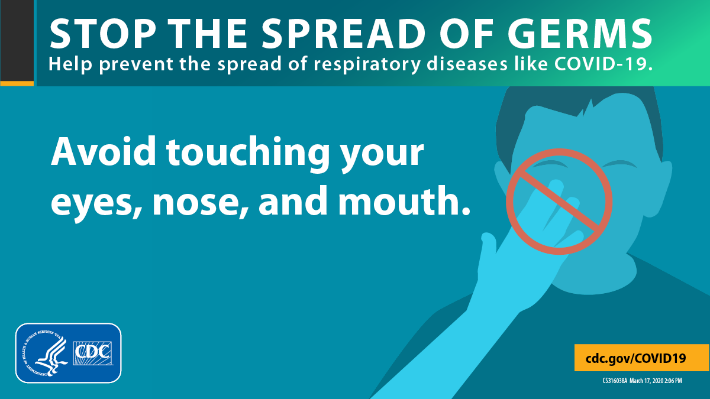 STOP THE SPREAD OF GERMS
Help prevent the spread of respiratory diseases like COVID-19.
Avoid touching your
eyes, nose, and mouth.
CDC
cdc.gov/COVID19
CS316038A March 17, 2020 2:06 PM